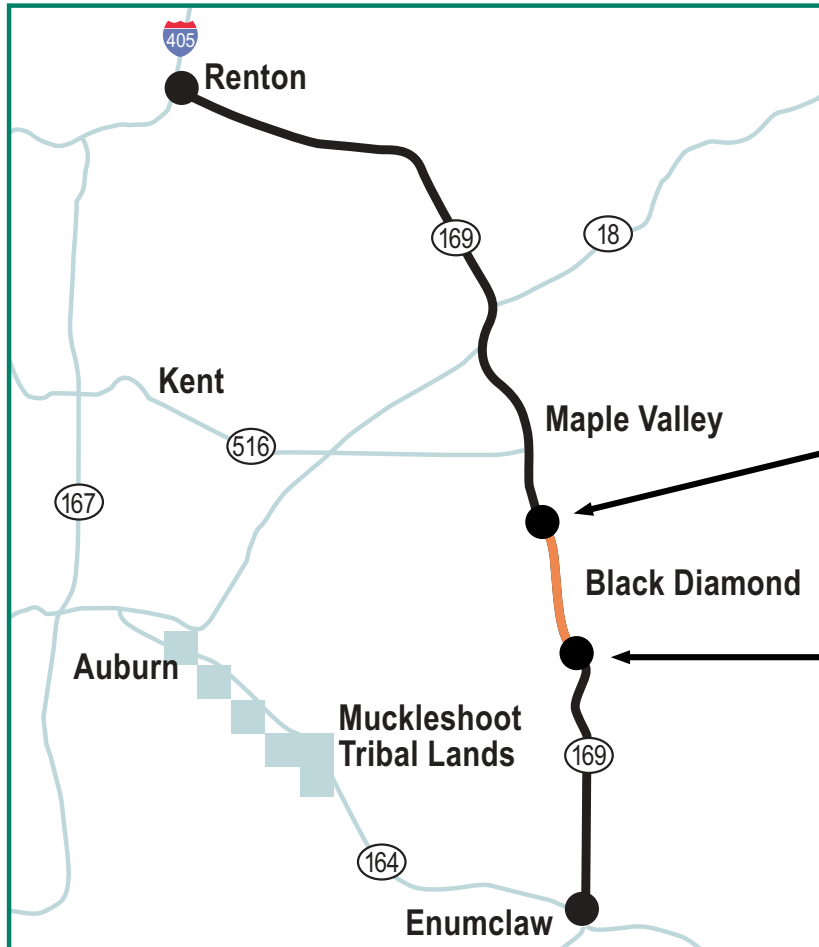 405
Renton
169
18
Kent
Maple Valley
516
167
Black Diamond
Auburn
Muckleshoot
Tribal Lands
169
164
Enumclaw